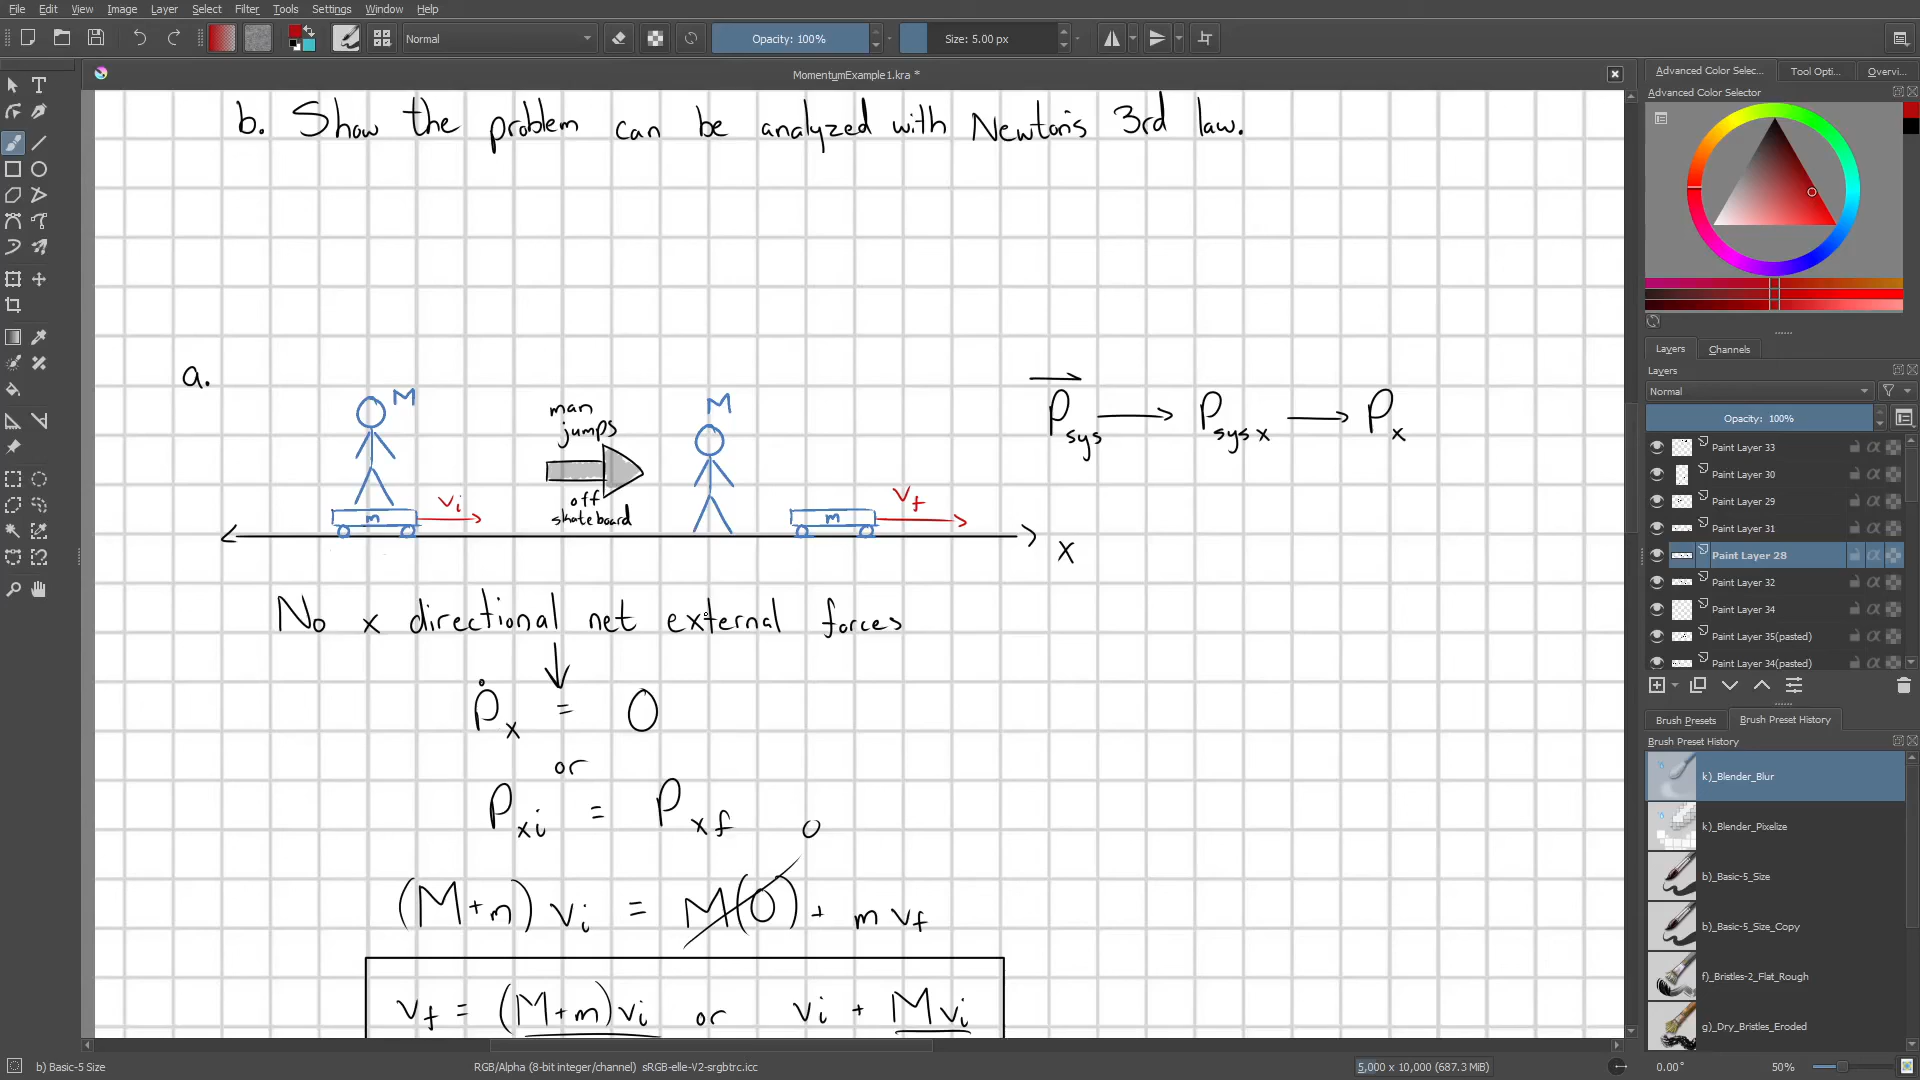 File Edit View Image Layer Select Filter Tools Settings Window Help
Normal Opacity: 100% Size: 5.00 px
MomentumExample1.kra *
b. Show the problem can be analyzed with Newton's 3rd law.
a.
M
man
jumps
M
off
skateboard
m
vi
m
vf
x
Psys → Psys x → Px
No x directional net external forces
Ṗx = 0
or
Pxi = Pxf 0
(M+m) vi = M(0) + m vf
vf = (M+m)vi or vi + Mvi
Advanced Color Selec... Tool Opti... Overvi...
Advanced Color Selector
Layers Channels
Layers
Normal
Opacity: 100%
Paint Layer 33
Paint Layer 30
Paint Layer 29
Paint Layer 31
Paint Layer 28
Paint Layer 32
Paint Layer 34
Paint Layer 35(pasted)
Paint Layer 34(pasted)
Brush Presets Brush Preset History
Brush Preset History
k)_Blender_Blur
k)_Blender_Pixelize
b)_Basic-5_Size
b)_Basic-5_Size_Copy
f)_Bristles-2_Flat_Rough
g)_Dry_Bristles_Eroded
b) Basic-5 Size RGB/Alpha (8-bit integer/channel) sRGB-elle-V2-srgbtrc.icc 5,000 x 10,000 (687.3 MiB) 0.00° 50%